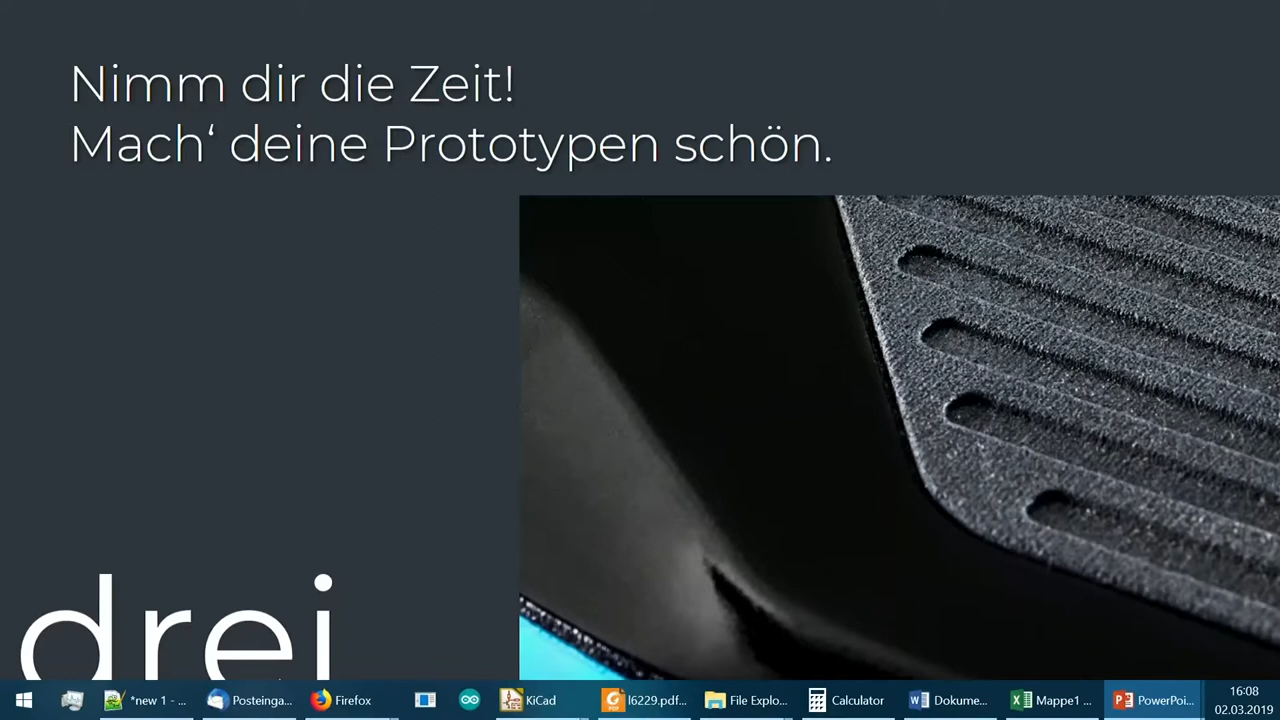 Nimm dir die Zeit!
Mach‘ deine Prototypen schön.
drei
*new 1 - ...
Posteinga...
Firefox
KiCad
l6229.pdf...
File Explo...
Calculator
Dokume...
Mappe1 ...
PowerPoi...
16:08
02.03.2019